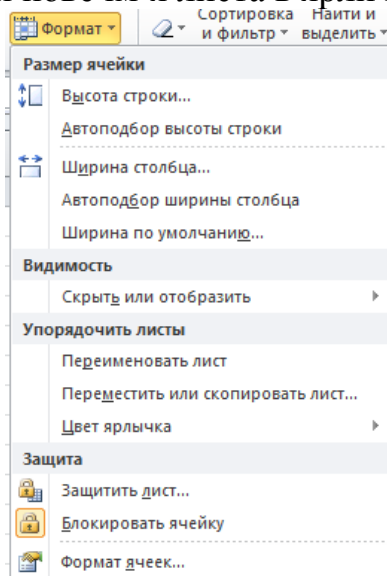 Сортировка Найти и
Формат и фильтр выделить
Размер ячейки
Высота строки...
Автоподбор высоты строки
Ширина столбца...
Автоподбор ширины столбца
Ширина по умолчанию...
Видимость
Скрыть или отобразить
Упорядочить листы
Переименовать лист
Переместить или скопировать лист...
Цвет ярлычка
Защита
Защитить лист...
Блокировать ячейку
Формат ячеек...